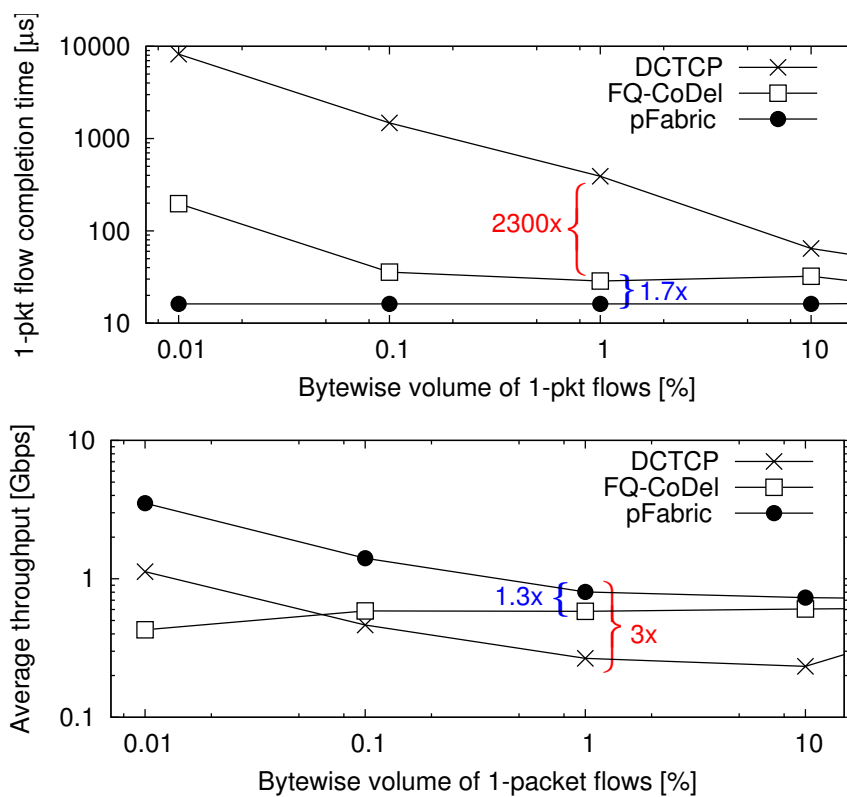 1-pkt flow completion time [µs]
10000
1000
100
10
DCTCP
FQ-CoDel
pFabric
2300x
1.7x
0.01
0.1
1
10
Bytewise volume of 1-pkt flows [%]
Average throughput [Gbps]
10
1
0.1
DCTCP
FQ-CoDel
pFabric
1.3x
3x
0.01
0.1
1
10
Bytewise volume of 1-packet flows [%]